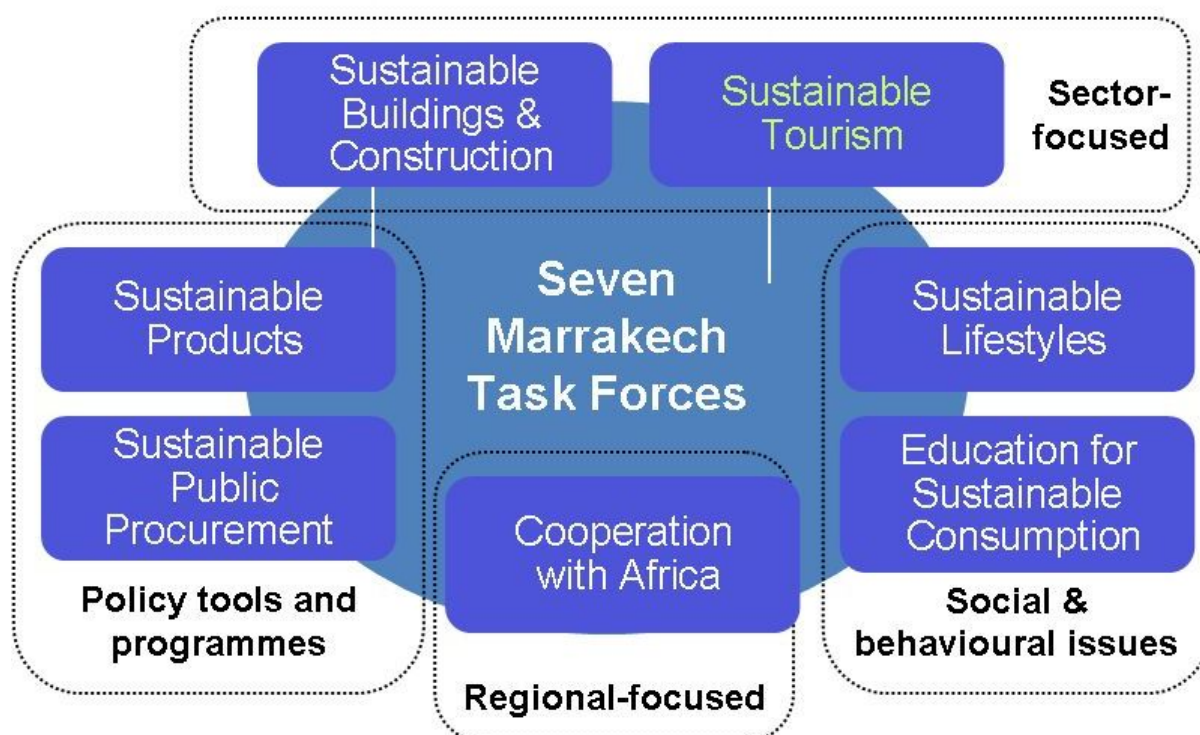 Sustainable
Buildings &
Construction
Sustainable
Tourism
Sector-
focused
Sustainable
Products
Seven
Marrakech
Task Forces
Sustainable
Lifestyles
Sustainable
Public
Procurement
Cooperation
with Africa
Education for
Sustainable
Consumption
Policy tools and
programmes
Regional-focused
Social &
behavioural issues